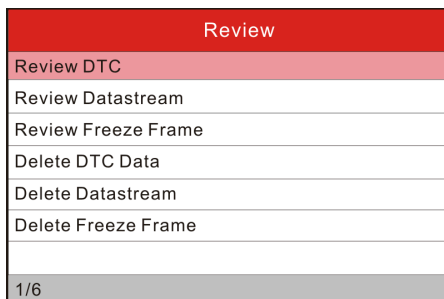 Review
Review DTC
Review Datastream
Review Freeze Frame
Delete DTC Data
Delete Datastream
Delete Freeze Frame
1/6